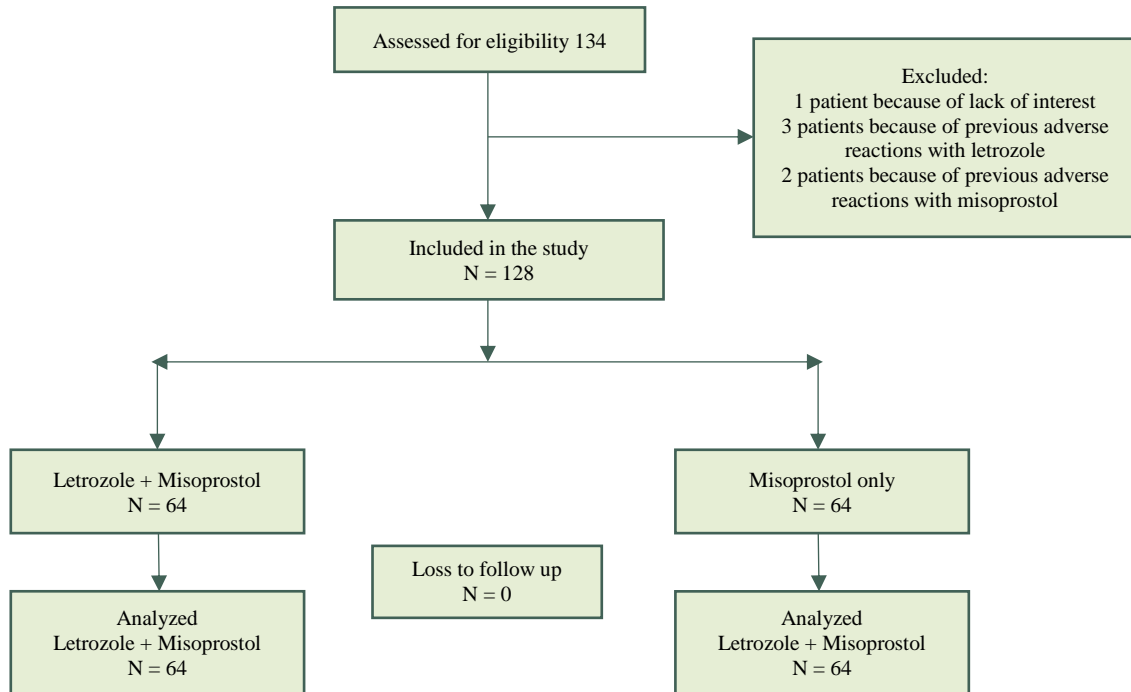 Assessed for eligibility 134
Excluded:
1 patient because of lack of interest
3 patients because of previous adverse
reactions with letrozole
2 patients because of previous adverse
reactions with misoprostol
Included in the study
N = 128
Letrozole + Misoprostol
N = 64
Misoprostol only
N = 64
Loss to follow up
N = 0
Analyzed
Letrozole + Misoprostol
N = 64
Analyzed
Letrozole + Misoprostol
N = 64